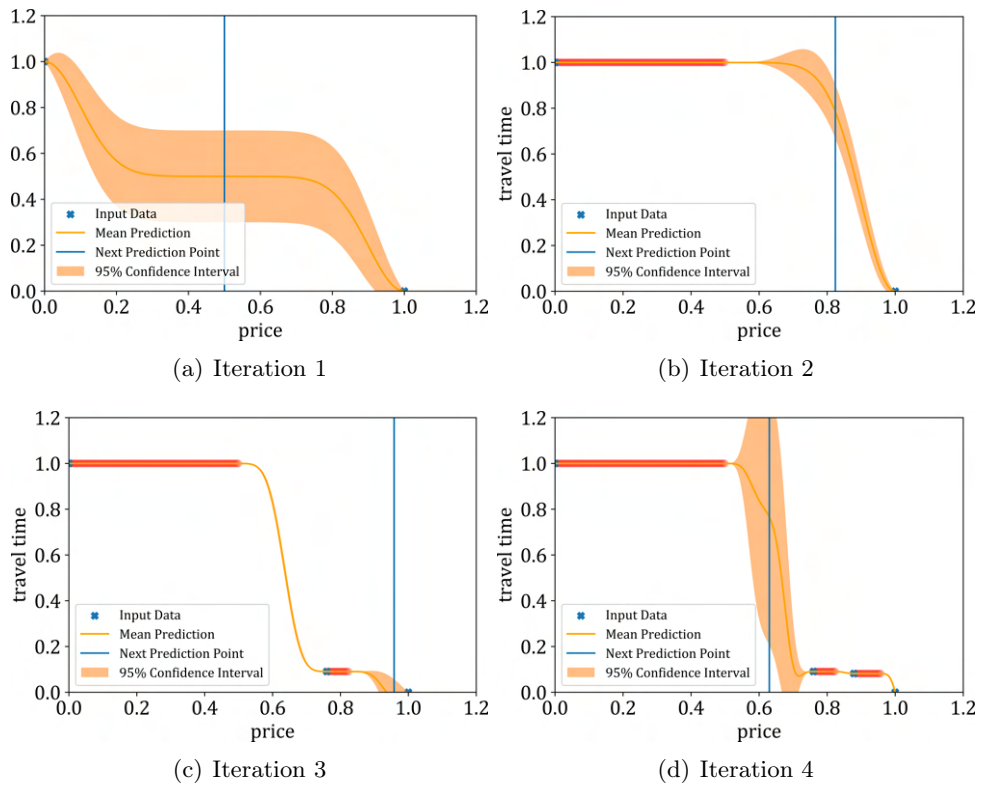 1.2
1.0
0.8
0.6
0.4
0.2
0.0
Input Data
Mean Prediction
Next Prediction Point
95% Confidence Interval
0.0 0.2 0.4 0.6 0.8 1.0 1.2
price
(a) Iteration 1
travel time
1.2
1.0
0.8
0.6
0.4
0.2
0.0
Input Data
Mean Prediction
Next Prediction Point
95% Confidence Interval
0.0 0.2 0.4 0.6 0.8 1.0 1.2
price
(b) Iteration 2
travel time
1.2
1.0
0.8
0.6
0.4
0.2
0.0
Input Data
Mean Prediction
Next Prediction Point
95% Confidence Interval
0.0 0.2 0.4 0.6 0.8 1.0 1.2
price
(c) Iteration 3
travel time
1.2
1.0
0.8
0.6
0.4
0.2
0.0
Input Data
Mean Prediction
Next Prediction Point
95% Confidence Interval
0.0 0.2 0.4 0.6 0.8 1.0 1.2
price
(d) Iteration 4